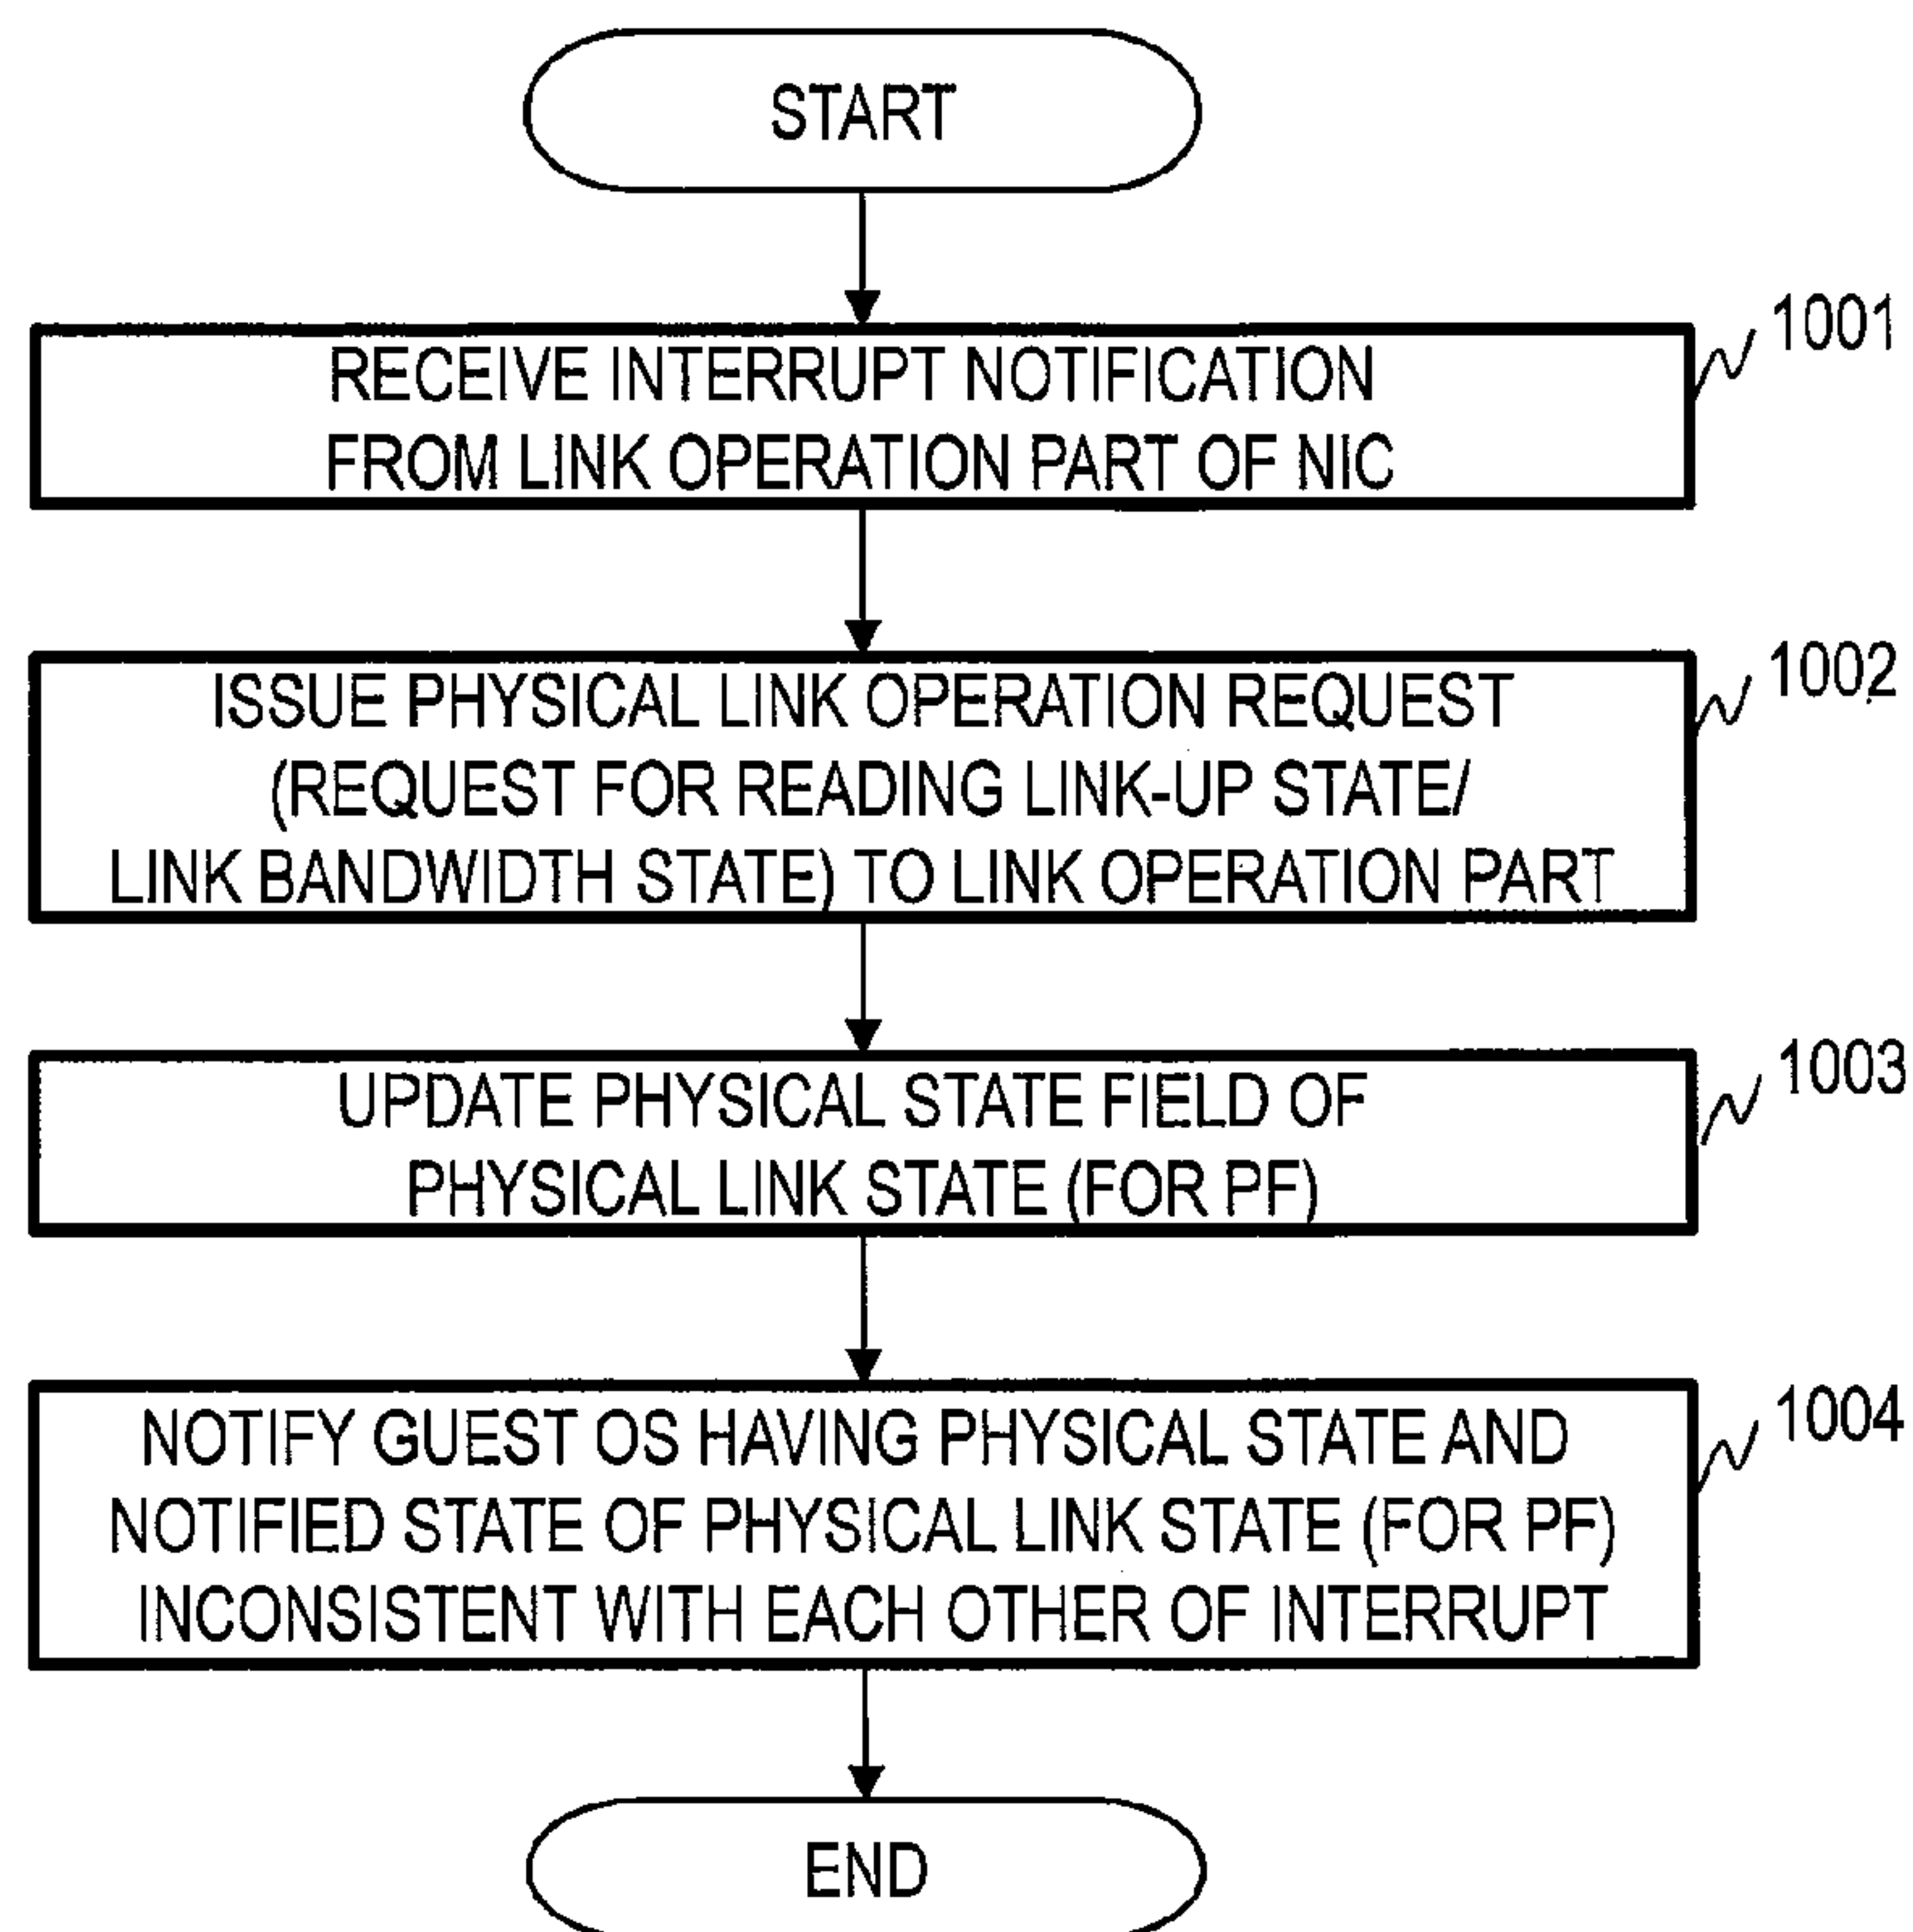 START
1001
RECEIVE INTERRUPT NOTIFICATION
FROM LINK OPERATION PART OF NIC
1002
ISSUE PHYSICAL LINK OPERATION REQUEST
(REQUEST FOR READING LINK-UP STATE/
LINK BANDWIDTH STATE) TO LINK OPERATION PART
1003
UPDATE PHYSICAL STATE FIELD OF
PHYSICAL LINK STATE (FOR PF)
1004
NOTIFY GUEST OS HAVING PHYSICAL STATE AND
NOTIFIED STATE OF PHYSICAL LINK STATE (FOR PF)
INCONSISTENT WITH EACH OTHER OF INTERRUPT
END